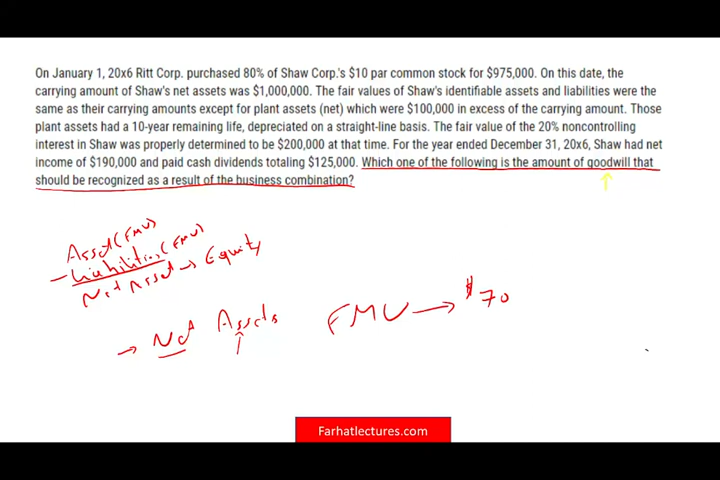 On January 1, 20x6 Ritt Corp. purchased 80% of Shaw Corp.'s $10 par common stock for $975,000. On this date, the
carrying amount of Shaw's net assets was $1,000,000. The fair values of Shaw's identifiable assets and liabilities were the
same as their carrying amounts except for plant assets (net) which were $100,000 in excess of the carrying amount. Those
plant assets had a 10-year remaining life, depreciated on a straight-line basis. The fair value of the 20% noncontrolling
interest in Shaw was properly determined to be $200,000 at that time. For the year ended December 31, 20x6, Shaw had net
income of $190,000 and paid cash dividends totaling $125,000. Which one of the following is the amount of goodwill that
should be recognized as a result of the business combination?
Asset (FMV)
- Liabilities (FMV)
Net Asset → Equity
→ Net Assets FMV → $70
Farhatlectures.com